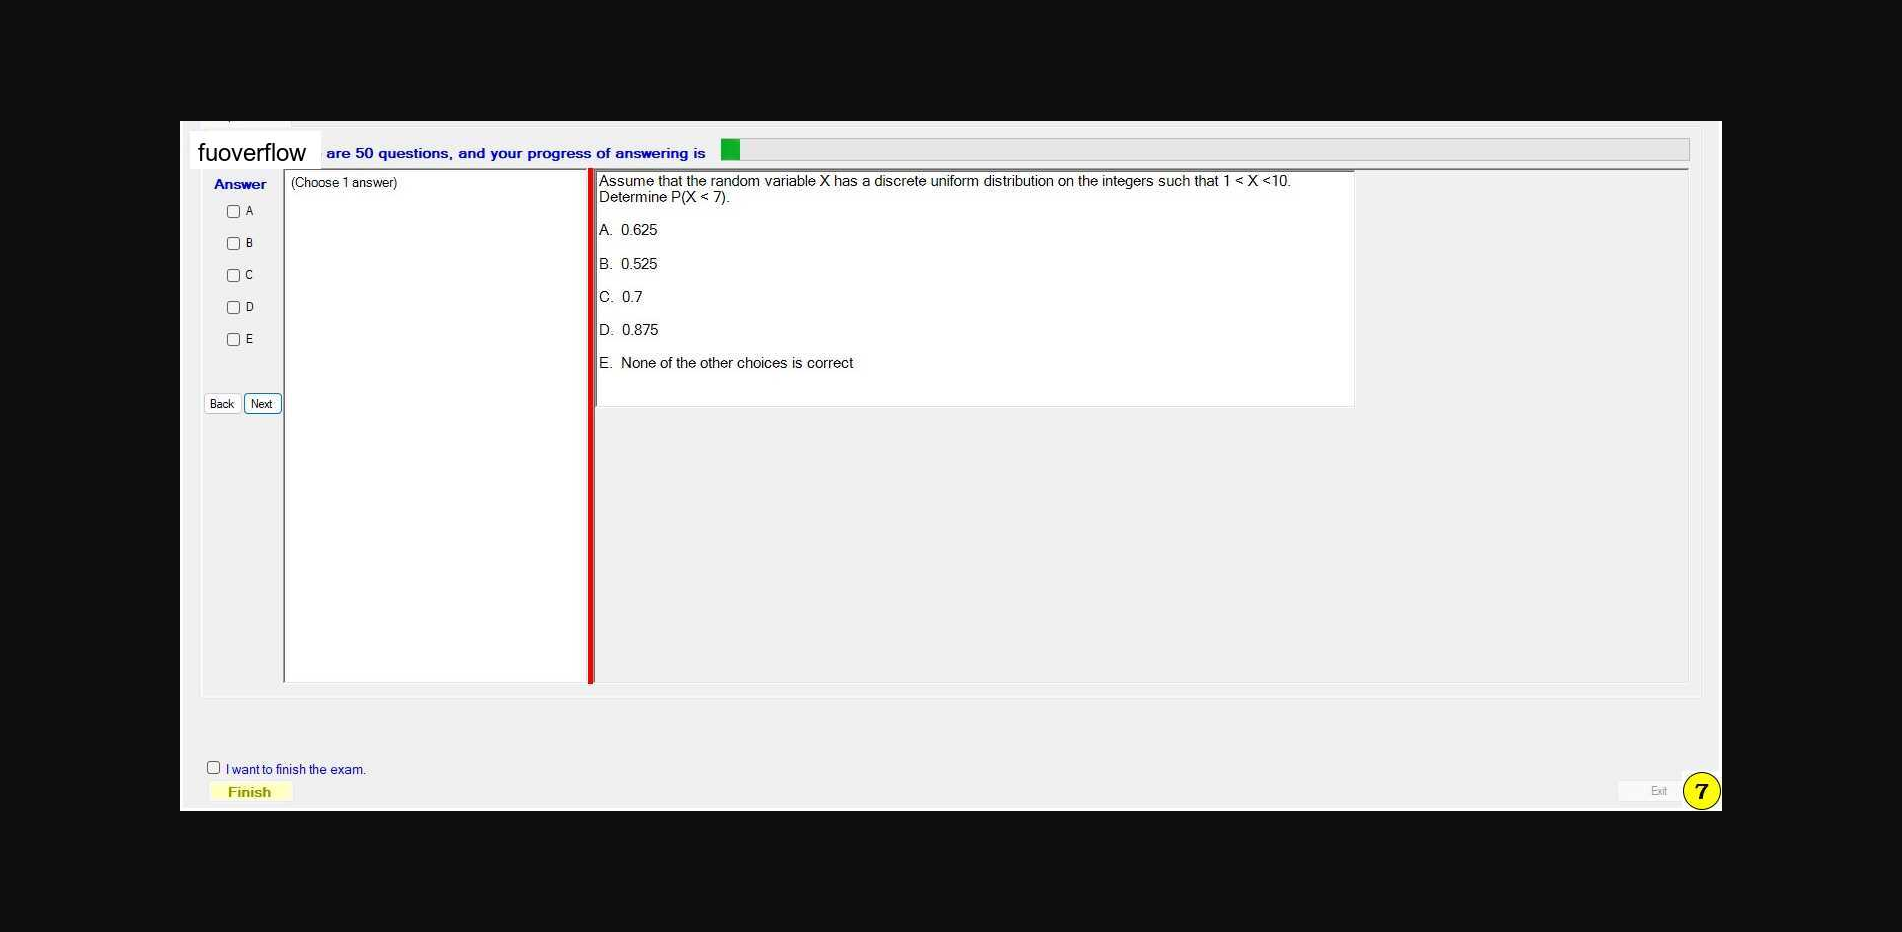 fuoverflow are 50 questions, and your progress of answering is
Answer
A
B
C
D
E
Back Next
(Choose 1 answer)
Assume that the random variable X has a discrete uniform distribution on the integers such that 1 < X <10.
Determine P(X < 7).
A. 0.625
B. 0.525
C. 0.7
D. 0.875
E. None of the other choices is correct
I want to finish the exam.
Finish
Exit
7